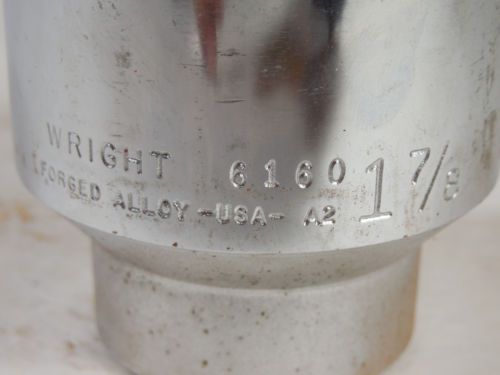 WRIGHT 6160 1 7/8
FORGED ALLOY -USA- A2